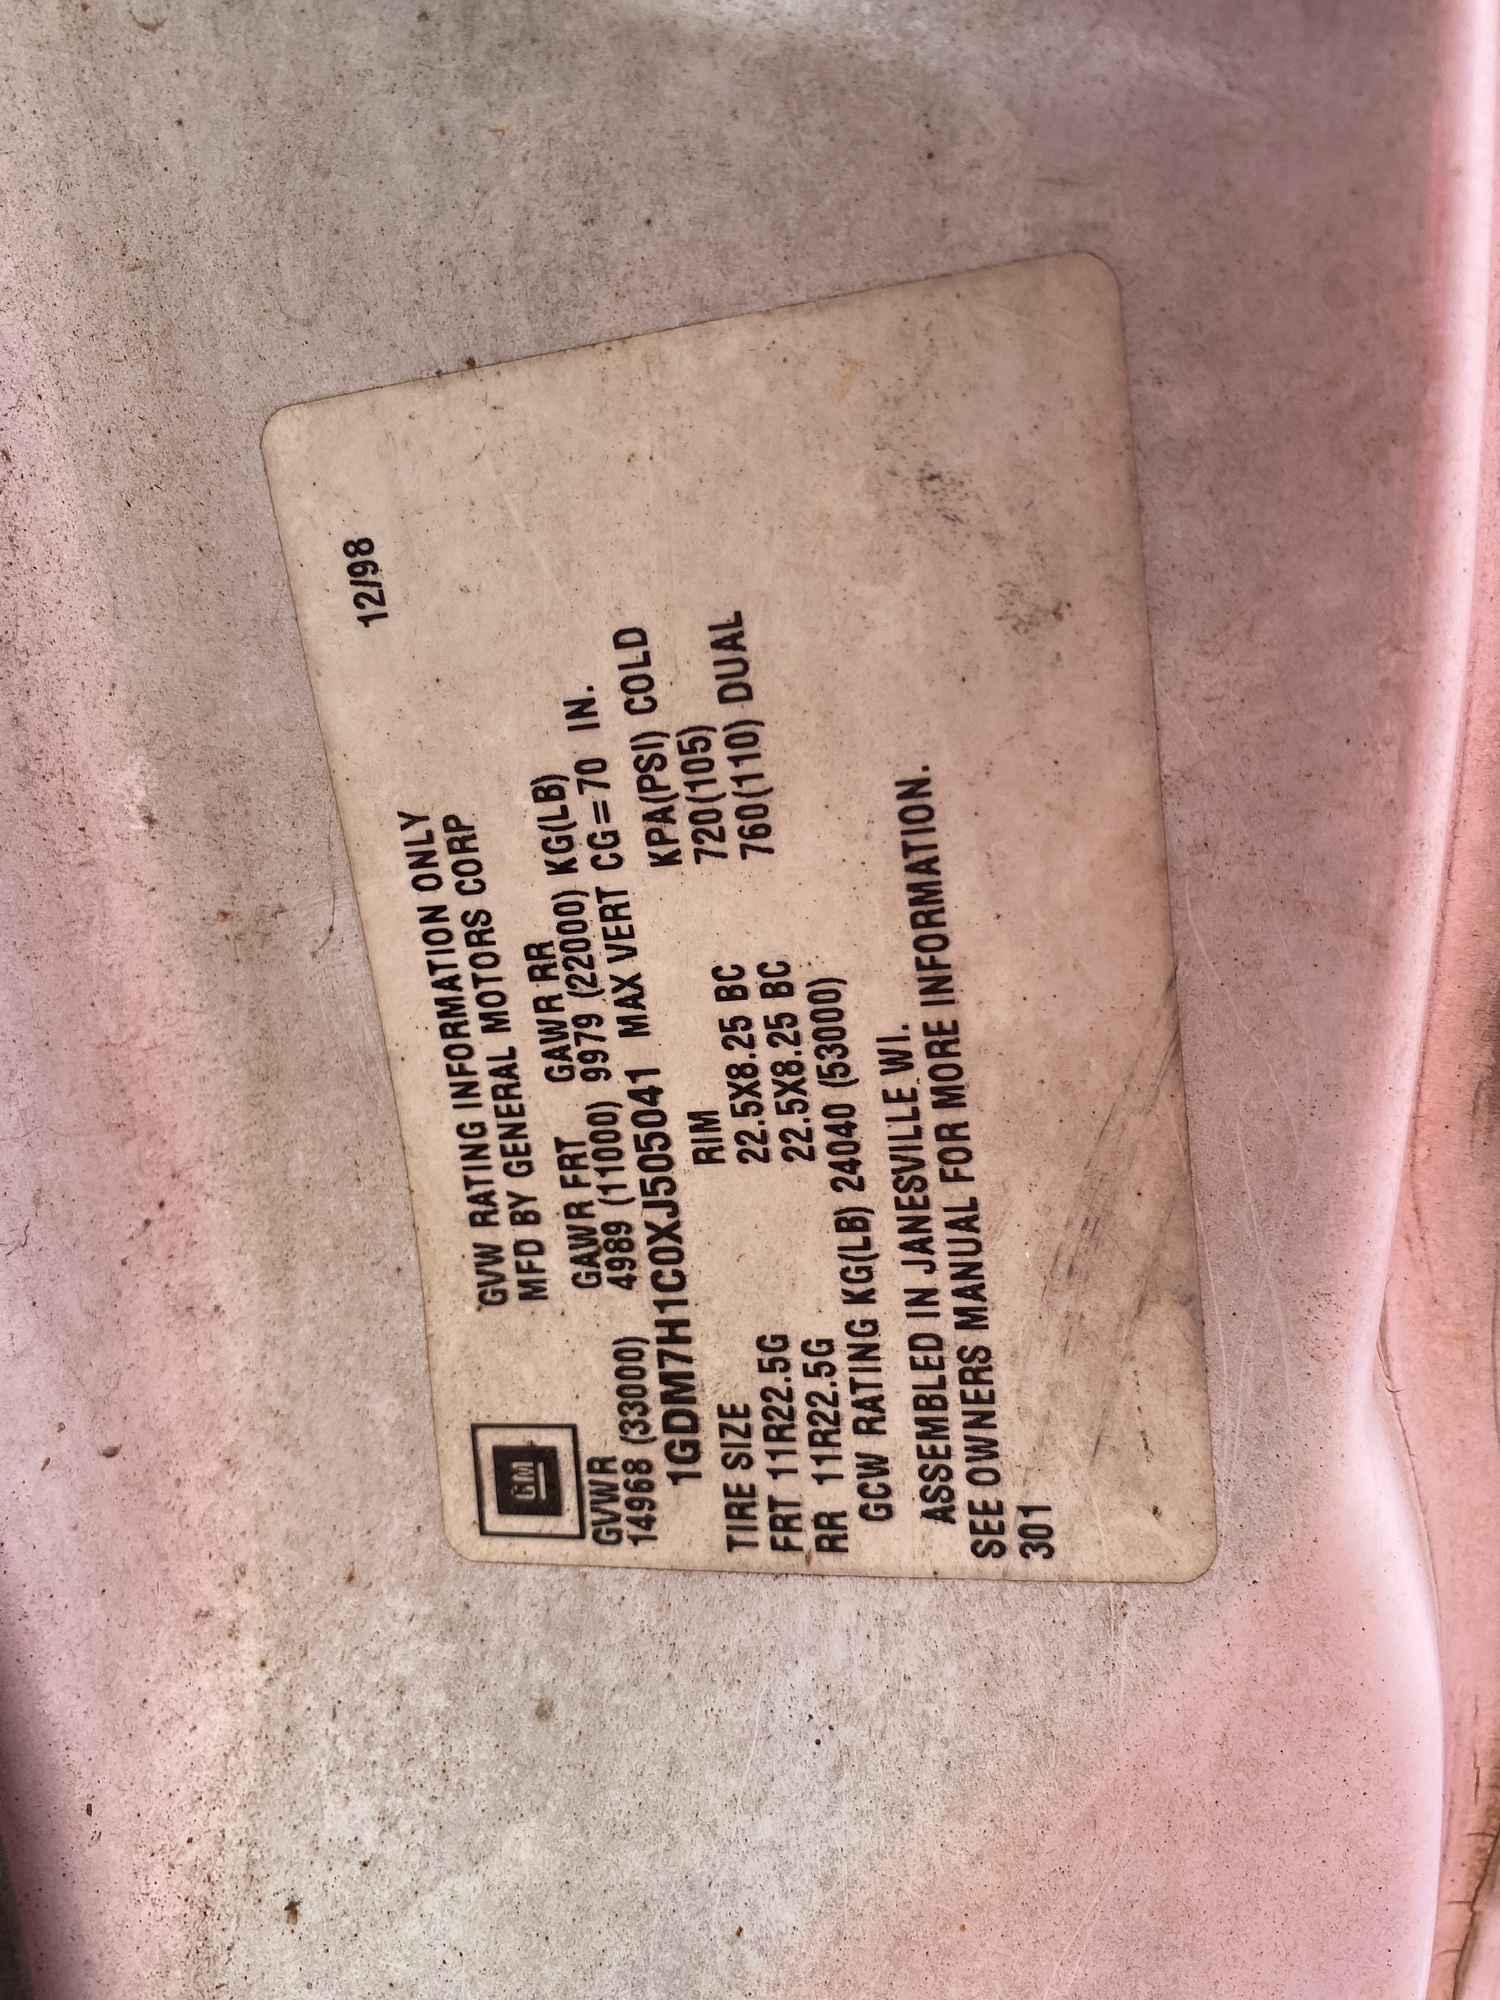 12/98
GVW RATING INFORMATION ONLY
GM MFD BY GENERAL MOTORS CORP
GVWR GAWR FRT GAWR RR
14968 (33000) 4989 (11000) 9979 (22000) KG(LB)
1GDM7H1C0XJ505041 MAX VERT CG=70 IN.
TIRE SIZE RIM KPA(PSI) COLD
FRT 11R22.5G 22.5X8.25 BC 720(105)
RR 11R22.5G 22.5X8.25 BC 760(110) DUAL
GCW RATING KG(LB) 24040 (53000)
ASSEMBLED IN JANESVILLE WI.
SEE OWNERS MANUAL FOR MORE INFORMATION.
301